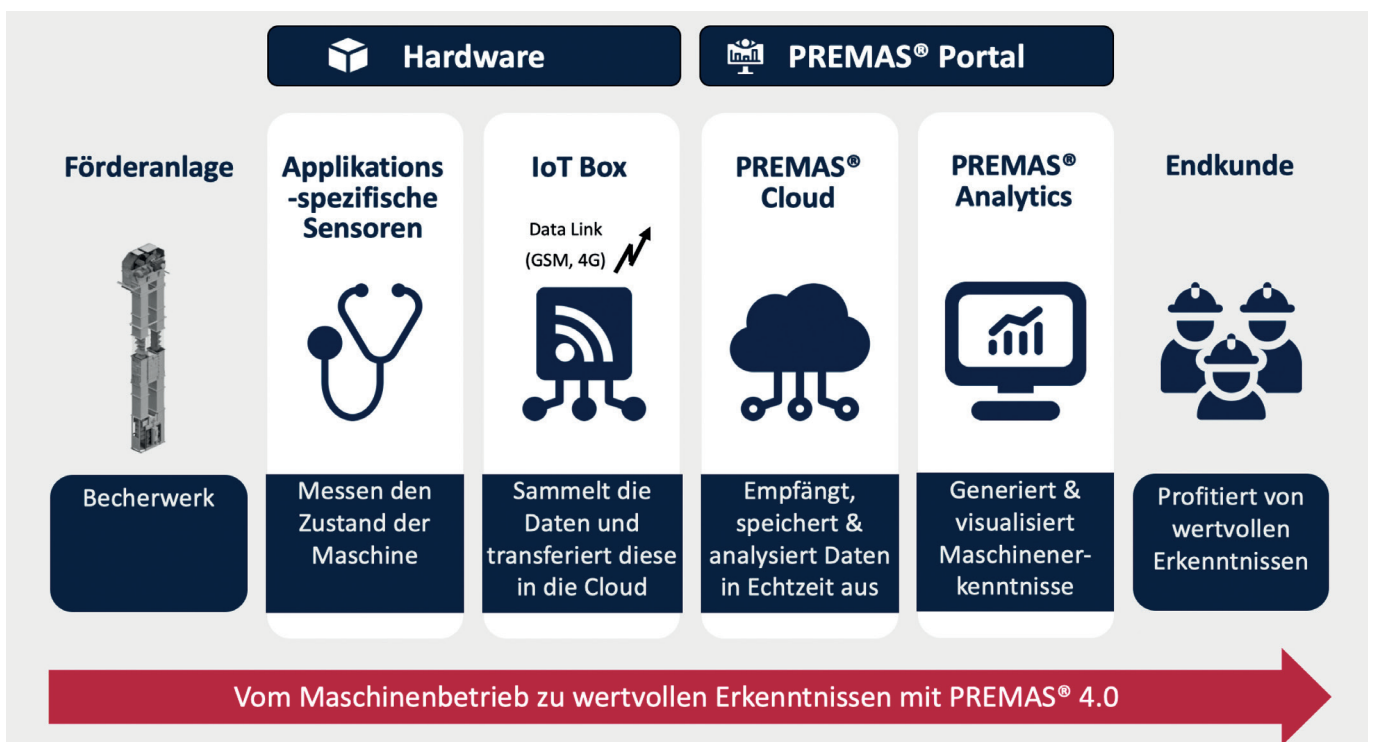 Hardware
PREMAS® Portal
Förderanlage
Applikations
-spezifische
Sensoren
IoT Box
Data Link
(GSM, 4G)
PREMAS®
Cloud
PREMAS®
Analytics
Endkunde
Becherwerk
Messen den
Zustand der
Maschine
Sammelt die
Daten und
transferiert diese
in die Cloud
Empfängt,
speichert &
analysiert Daten
in Echtzeit aus
Generiert &
visualisiert
Maschinener-
kenntnisse
Profitiert von
wertvollen
Erkenntnissen
Vom Maschinenbetrieb zu wertvollen Erkenntnissen mit PREMAS® 4.0